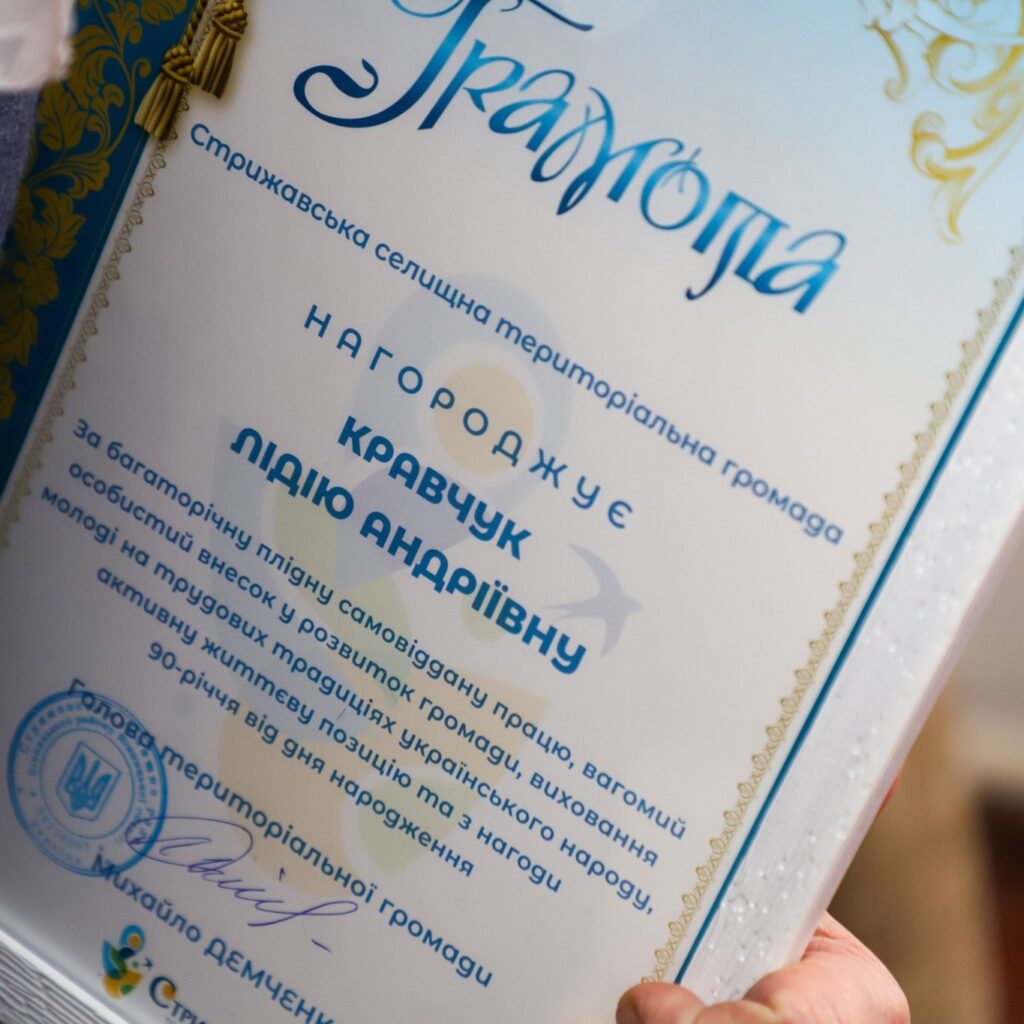 Грамота
Стрижавська селищна територіальна громада
НАГОРОДЖУЄ
КРАВЧУК
ЛІДІЮ АНДРІЇВНУ
За багаторічну плідну самовіддану працю, вагомий
особистий внесок у розвиток громади, виховання
молоді на трудових традиціях українського народу,
активну життєву позицію та з нагоди
90-річчя від дня народження
Голова територіальної громади
Михайло ДЕМЧЕНК
Стри